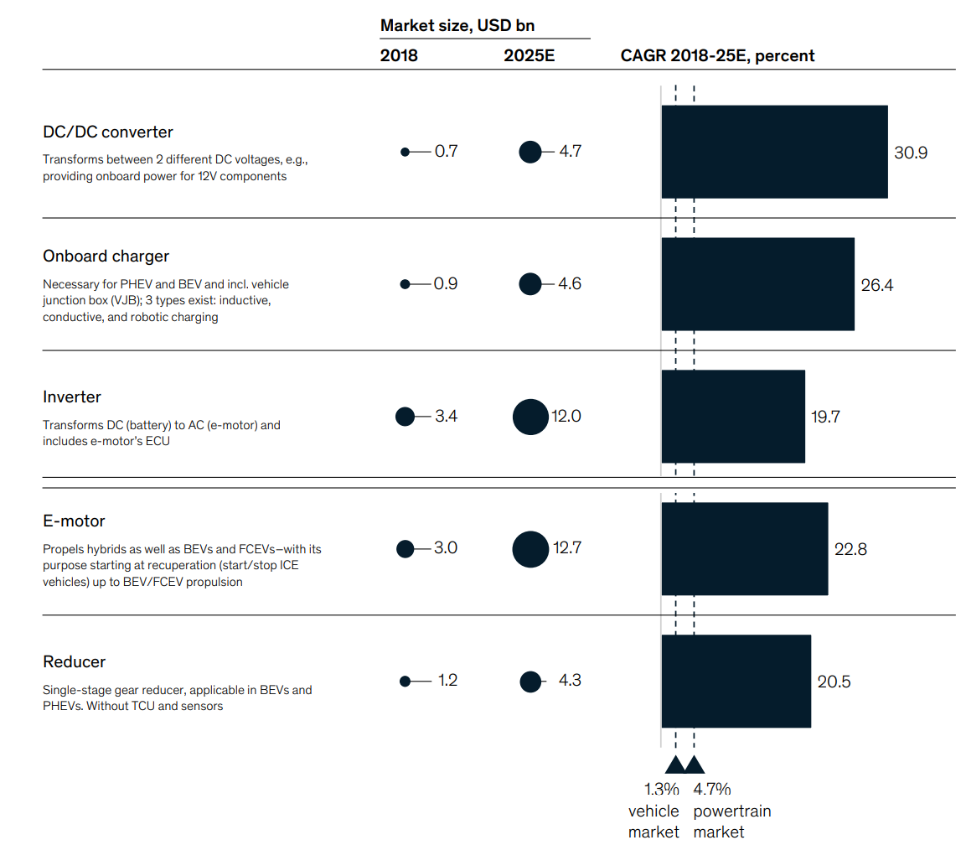 Market size, USD bn
2018 2025E CAGR 2018-25E, percent
DC/DC converter
Transforms between 2 different DC voltages, e.g.,
providing onboard power for 12V components
0.7 4.7 30.9
Onboard charger
Necessary for PHEV and BEV and incl. vehicle
junction box (VJB); 3 types exist: inductive,
conductive, and robotic charging
0.9 4.6 26.4
Inverter
Transforms DC (battery) to AC (e-motor) and
includes e-motor's ECU
3.4 12.0 19.7
E-motor
Propels hybrids as well as BEVs and FCEVs—with its
purpose starting at recuperation (start/stop ICE
vehicles) up to BEV/FCEV propulsion
3.0 12.7 22.8
Reducer
Single-stage gear reducer, applicable in BEVs and
PHEVs. Without TCU and sensors
1.2 4.3 20.5
1.3% 4.7%
vehicle powertrain
market market